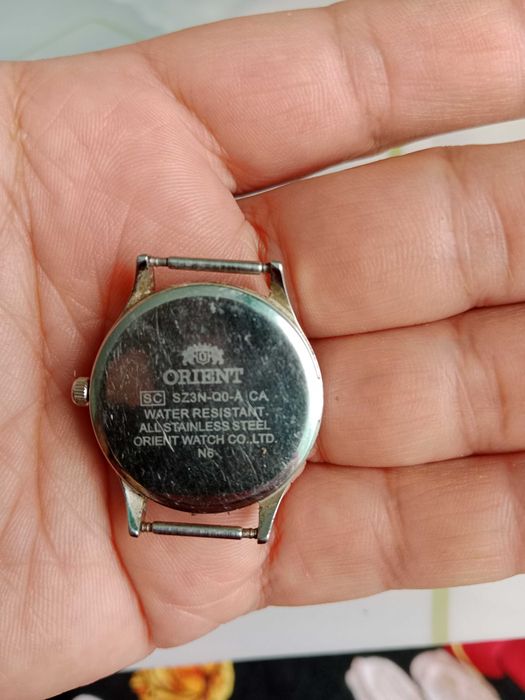 ORIENT
SC SZ3N-Q0-A CA
WATER RESISTANT
ALL STAINLESS STEEL
ORIENT WATCH CO.,LTD.
N6